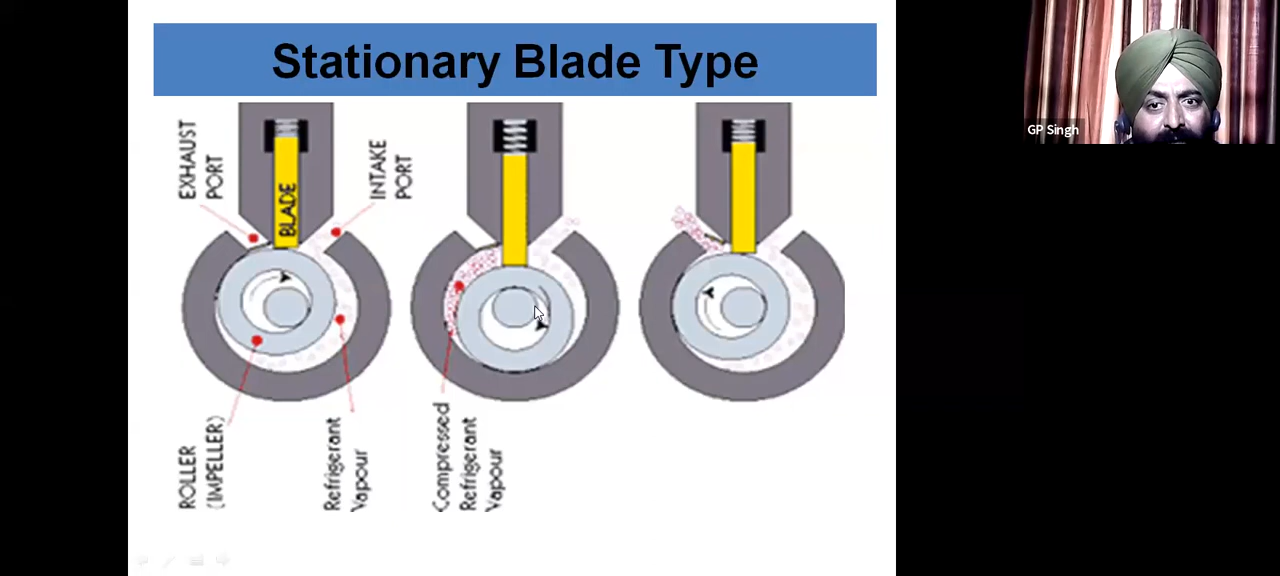 Stationary Blade Type
GP Singh
EXHAUST
PORT
BLADE
INTAKE
PORT
ROLLER
(IMPELLER)
Refrigerant
Vapour
Compressed
Refrigerant
Vapour